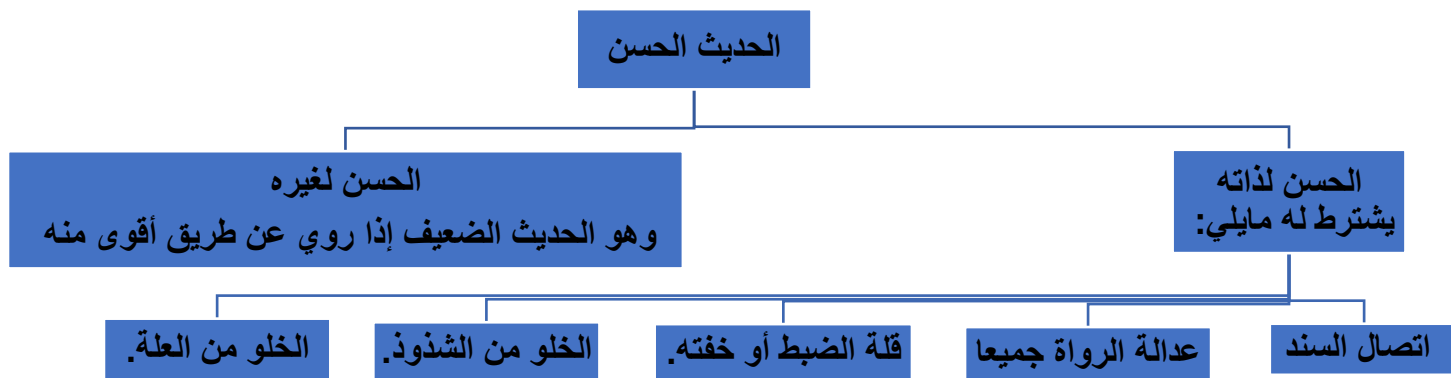 الحديث الحسن
الحسن لذاته
يشترط له مايلي:
الحسن لغيره
وهو الحديث الضعيف إذا روي عن طريق أقوى منه
اتصال السند
عدالة الرواة جميعا
قلة الضبط أو خفته.
الخلو من الشذوذ.
الخلو من العلة.